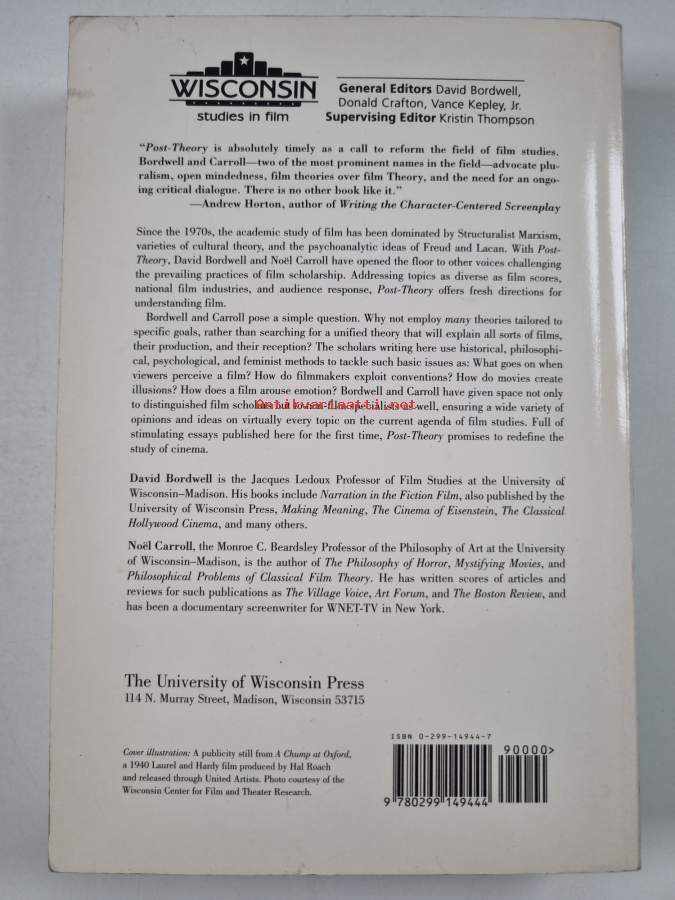 WISCONSIN
studies in film
General Editors David Bordwell,
Donald Crafton, Vance Kepley, Jr.
Supervising Editor Kristin Thompson
“Post-Theory is absolutely timely as a call to reform the field of film studies.
Bordwell and Carroll—two of the most prominent names in the field—advocate plu-
ralism, open mindedness, film theories over film Theory, and the need for an ongo-
ing critical dialogue. There is no other book like it.”
—Andrew Horton, author of Writing the Character-Centered Screenplay
Since the 1970s, the academic study of film has been dominated by Structuralist Marxism,
varieties of cultural theory, and the psychoanalytic ideas of Freud and Lacan. With Post-
Theory, David Bordwell and Noël Carroll have opened the floor to other voices challenging
the prevailing practices of film scholarship. Addressing topics as diverse as film scores,
national film industries, and audience response, Post-Theory offers fresh directions for
understanding film.
Bordwell and Carroll pose a simple question. Why not employ many theories tailored to
specific goals, rather than searching for a unified theory that will explain all sorts of films,
their production, and their reception? The scholars writing here use historical, philosophi-
cal, psychological, and feminist methods to tackle such basic issues as: What goes on when
viewers perceive a film? How do filmmakers exploit conventions? How do movies create
illusions? How does a film arouse emotion? Bordwell and Carroll have given space not only
to distinguished film scholars but to non-film specialists as well, ensuring a wide variety of
Antikvariaatti.net
opinions and ideas on virtually every topic on the current agenda of film studies. Full of
stimulating essays published here for the first time, Post-Theory promises to redefine the
study of cinema.
David Bordwell is the Jacques Ledoux Professor of Film Studies at the University of
Wisconsin–Madison. His books include Narration in the Fiction Film, also published by the
University of Wisconsin Press, Making Meaning, The Cinema of Eisenstein, The Classical
Hollywood Cinema, and many others.
Noël Carroll, the Monroe C. Beardsley Professor of the Philosophy of Art at the University
of Wisconsin–Madison, is the author of The Philosophy of Horror, Mystifying Movies, and
Philosophical Problems of Classical Film Theory. He has written scores of articles and
reviews for such publications as The Village Voice, Art Forum, and The Boston Review, and
has been a documentary screenwriter for WNET-TV in New York.
The University of Wisconsin Press
114 N. Murray Street, Madison, Wisconsin 53715
Cover illustration: A publicity still from A Chump at Oxford,
a 1940 Laurel and Hardy film produced by Hal Roach
and released through United Artists. Photo courtesy of the
Wisconsin Center for Film and Theater Research.
ISBN 0-299-14944-7
90000>
9 780299 149444